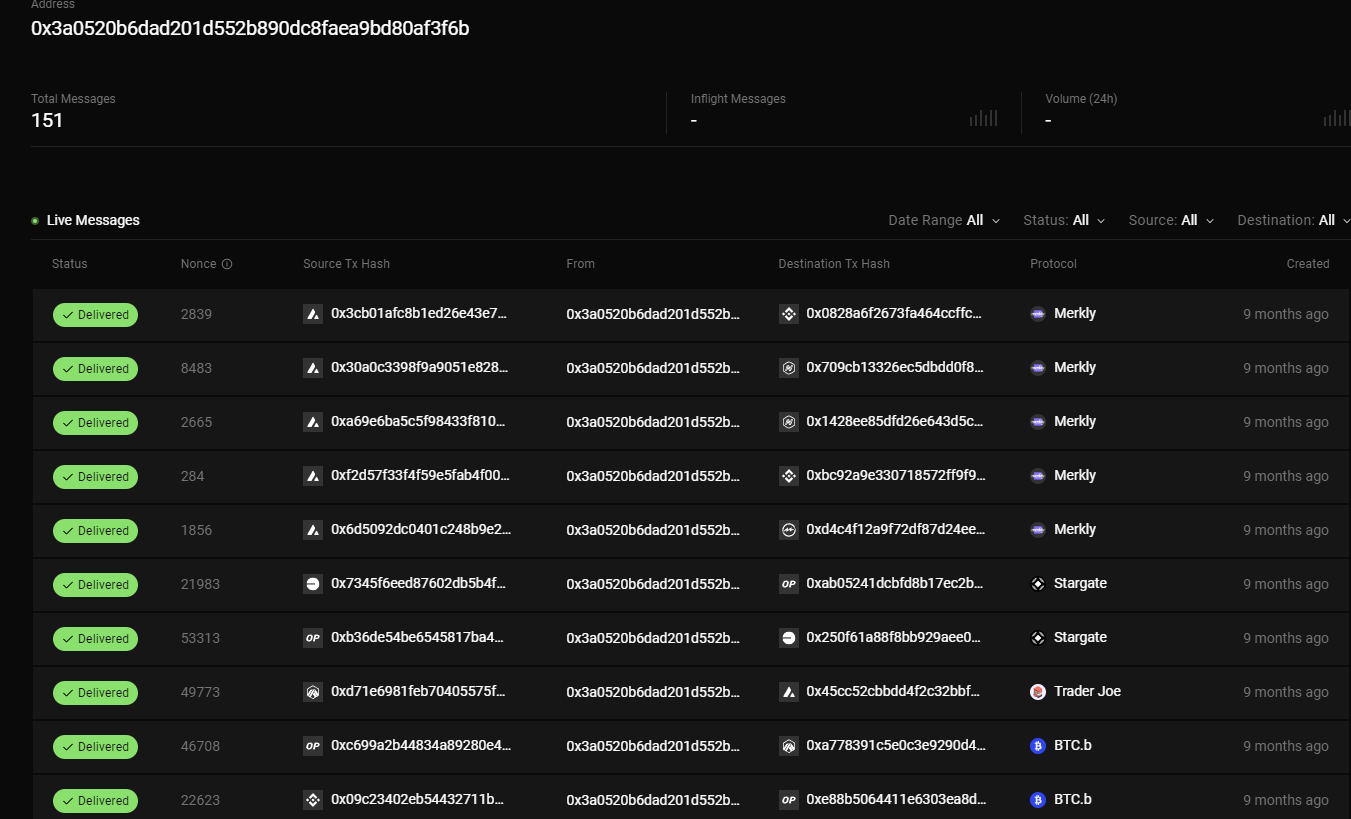 Address
0x3a0520b6dad201d552b890dc8faea9bd80af3f6b
Total Messages
151
Inflight Messages
-
Volume (24h)
-
Live Messages
Date Range All
Status: All
Source: All
Destination: All
Status Nonce Source Tx Hash From Destination Tx Hash Protocol Created
Delivered 2839 0x3cb01afc8b1ed26e43e7... 0x3a0520b6dad201d552b... 0x0828a6f2673fa464ccffc... Merkly 9 months ago
Delivered 8483 0x30a0c3398f9a9051e828... 0x3a0520b6dad201d552b... 0x709cb13326ec5dbdd0f8... Merkly 9 months ago
Delivered 2665 0xa69e6ba5c5f98433f810... 0x3a0520b6dad201d552b... 0x1428ee85dfd26e643d5c... Merkly 9 months ago
Delivered 284 0xf2d57f33f4f59e5fab4f00... 0x3a0520b6dad201d552b... 0xbc92a9e330718572ff9f9... Merkly 9 months ago
Delivered 1856 0x6d5092dc0401c248b9e2... 0x3a0520b6dad201d552b... 0xd4c4f12a9f72df87d24ee... Merkly 9 months ago
Delivered 21983 0x7345f6eed87602db5b4f... 0x3a0520b6dad201d552b... OP 0xab05241dcbfd8b17ec2b... Stargate 9 months ago
Delivered 53313 OP 0xb36de54be6545817ba4... 0x3a0520b6dad201d552b... 0x250f61a88f8bb929aee0... Stargate 9 months ago
Delivered 49773 0xd71e6981feb70405575f... 0x3a0520b6dad201d552b... 0x45cc52cbbdd4f2c32bbf... Trader Joe 9 months ago
Delivered 46708 OP 0xc699a2b44834a89280e4... 0x3a0520b6dad201d552b... 0xa778391c5e0c3e9290d4... BTC.b 9 months ago
Delivered 22623 0x09c23402eb54432711b... 0x3a0520b6dad201d552b... OP 0xe88b5064411e6303ea8d... BTC.b 9 months ago